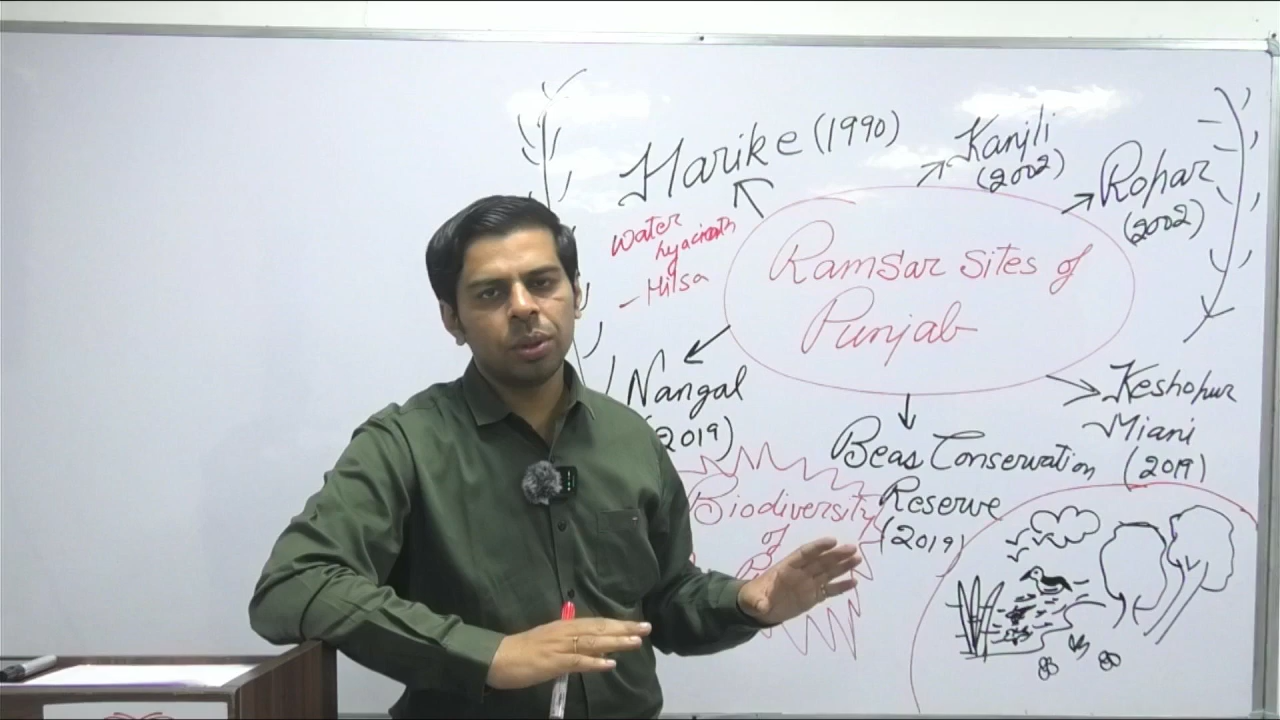 Harike (1990)
Kanjli
(2002)
Ropar
(2002)
Water
hyacinth
- Hilsa
Ramsar Sites of
Punjab
Nangal
(2019)
Keshopur
Miani
(2019)
Beas Conservation
Reserve
(2019)
Biodiversity
of